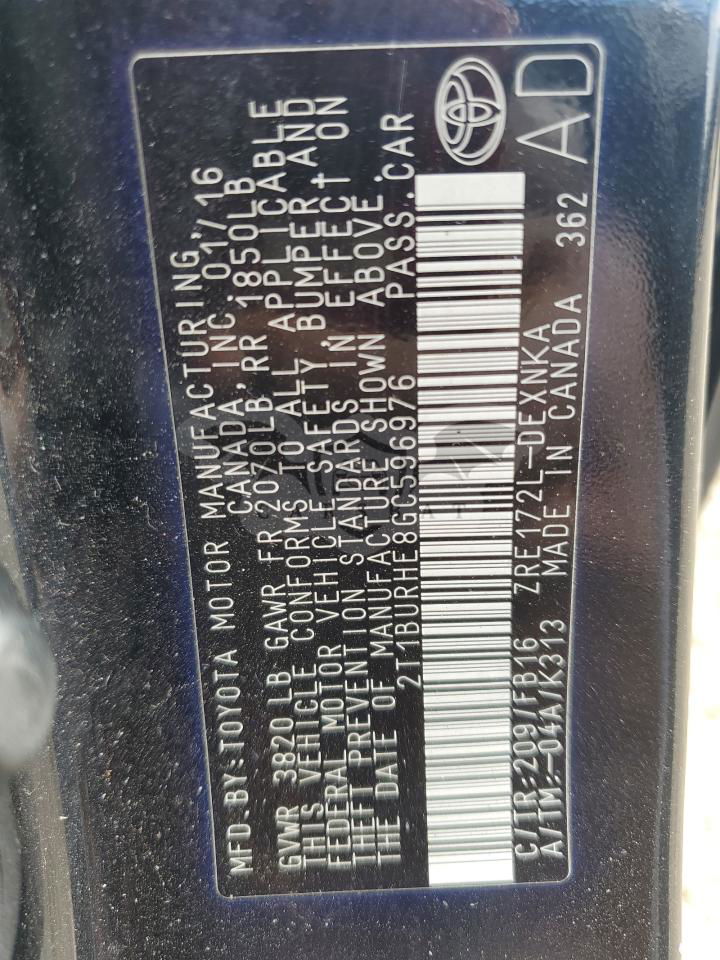 MFD.BY:TOYOTA MOTOR MANUFACTURING,
CANADA INC. 01/16
GVWR 3820 LB GAWR FR 2070LB,RR 1850LB
THIS VEHICLE CONFORMS TO ALL APPLICABLE
FEDERAL MOTOR VEHICLE SAFETY,BUMPER,AND
THEFT PREVENTION STANDARDS IN EFFECT ON
THE DATE OF MANUFACTURE SHOWN ABOVE.
2T1BURHE8GC596976 PASS.CAR
C/TR:209/FB16 ZRE172L-DEXNKA
A/TM:-04A/K313 MADE IN CANADA 362
AD